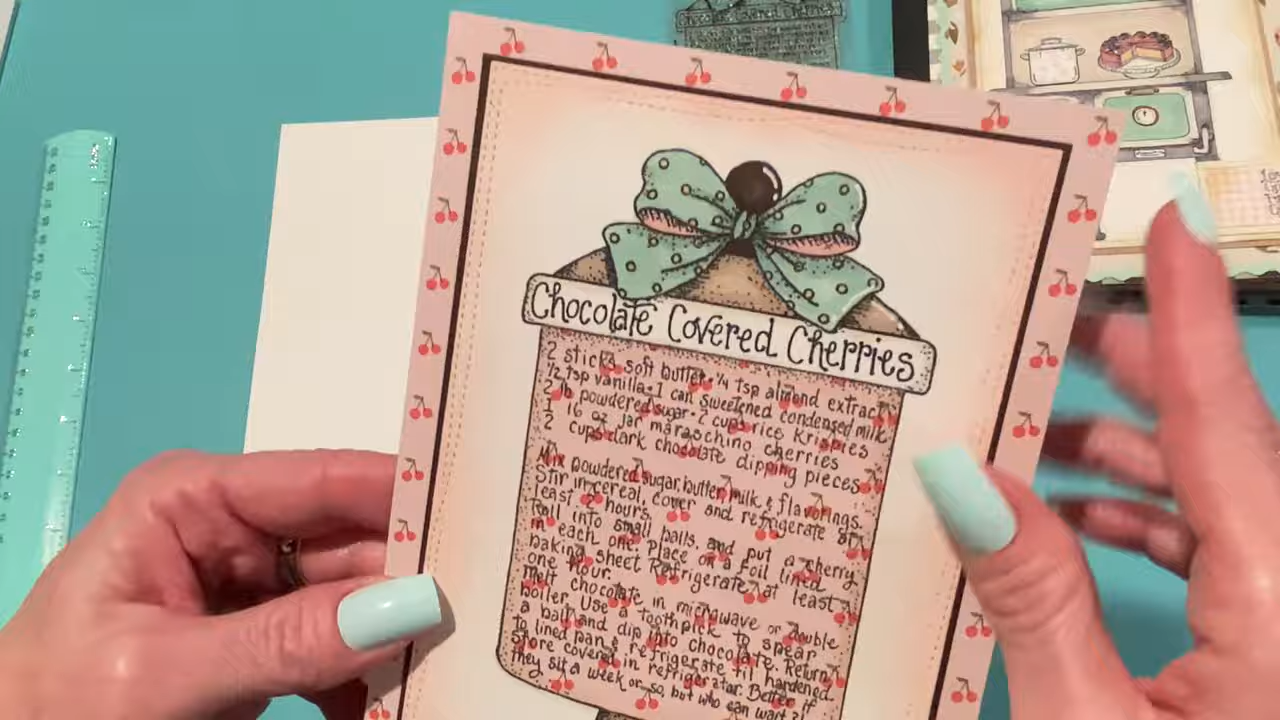 Chocolate Covered Cherries
2 sticks soft butter • 1/4 tsp almond extract
1/2 tsp vanilla • 1 can sweetened condensed milk
2 lb powdered sugar • 2 cups rice krispies
1 16 oz jar maraschino cherries
2 cups dark chocolate dipping pieces
Mix powdered sugar, butter, milk, & flavorings.
Stir in cereal, cover and refrigerate at
least 2 hours.
Roll into small balls, and put a cherry
in each one. Place on a foil lined
baking sheet. Refrigerate at least
one hour.
Melt chocolate in microwave or double
boiler. Use a toothpick to spear
a ball and dip into chocolate. Return
to lined pan & refrigerate til hardened.
Store covered in refrigerator. Better if
they sit a week or so, but who can wait?!
Chocolate Covered Cherries